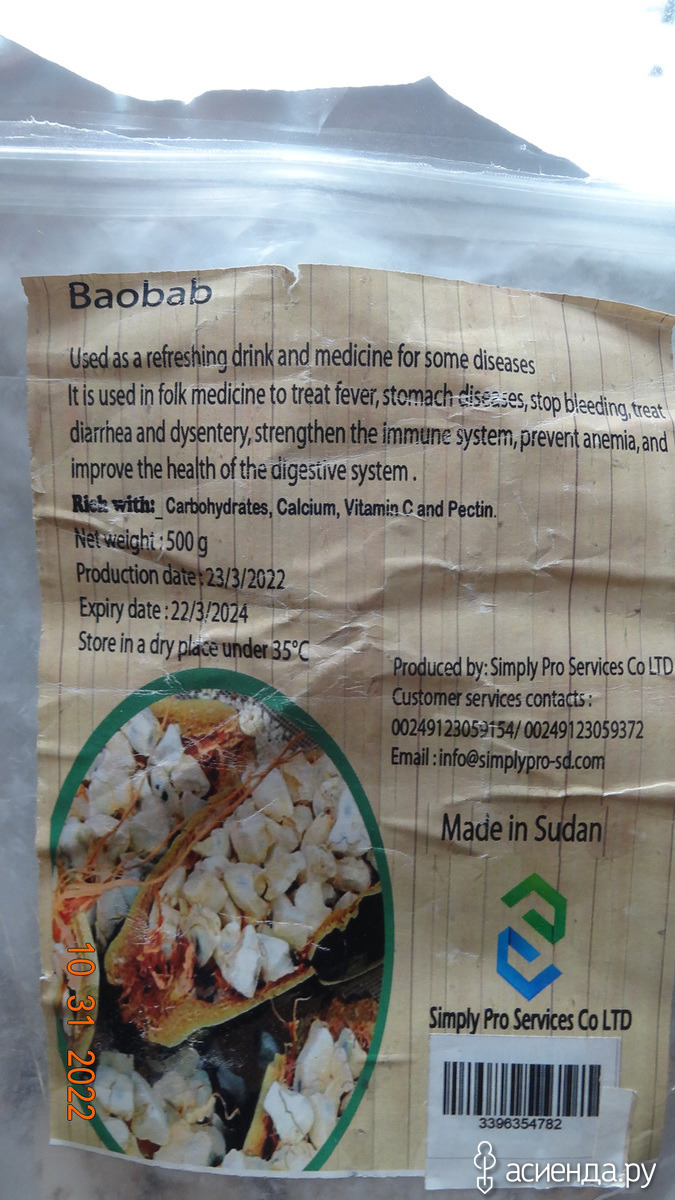 Baobab
Used as a refreshing drink and medicine for some diseases
It is used in folk medicine to treat fever, stomach diseases, stop bleeding, treat
diarrhea and dysentery, strengthen the immune system, prevent anemia, and
improve the health of the digestive system .
Rich with:_ Carbohydrates, Calcium, Vitamin C and Pectin.
Net weight : 500 g
Production date : 23/3/2022
Expiry date : 22/3/2024
Store in a dry place under 35°C
Produced by: Simply Pro Services Co LTD
Customer services contacts :
00249123059154/ 00249123059372
Email : info@simplypro-sd.com
Made in Sudan
Simply Pro Services Co LTD
3396354782
10 31 2022
асиенда.ру